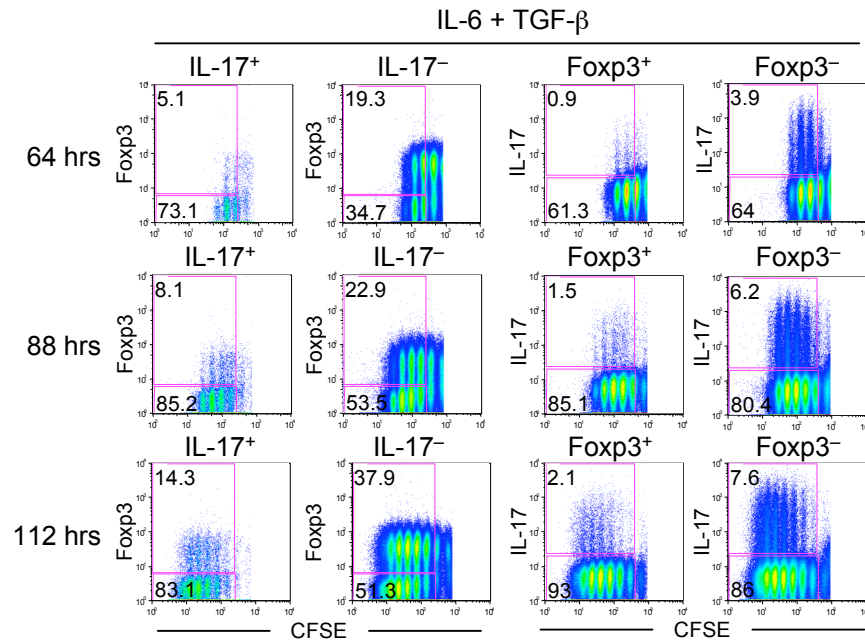 IL-6 + TGF-β
IL-17⁺ IL-17⁻ Foxp3⁺ Foxp3⁻
64 hrs
Foxp3 5.1 73.1
Foxp3 19.3 34.7
IL-17 0.9 61.3
IL-17 3.9 64
IL-17⁺ IL-17⁻ Foxp3⁺ Foxp3⁻
88 hrs
Foxp3 8.1 85.2
Foxp3 22.9 53.5
IL-17 1.5 85.1
IL-17 6.2 80.4
IL-17⁺ IL-17⁻ Foxp3⁺ Foxp3⁻
112 hrs
Foxp3 14.3 83.1
Foxp3 37.9 51.3
IL-17 2.1 93
IL-17 7.6 86
CFSE CFSE